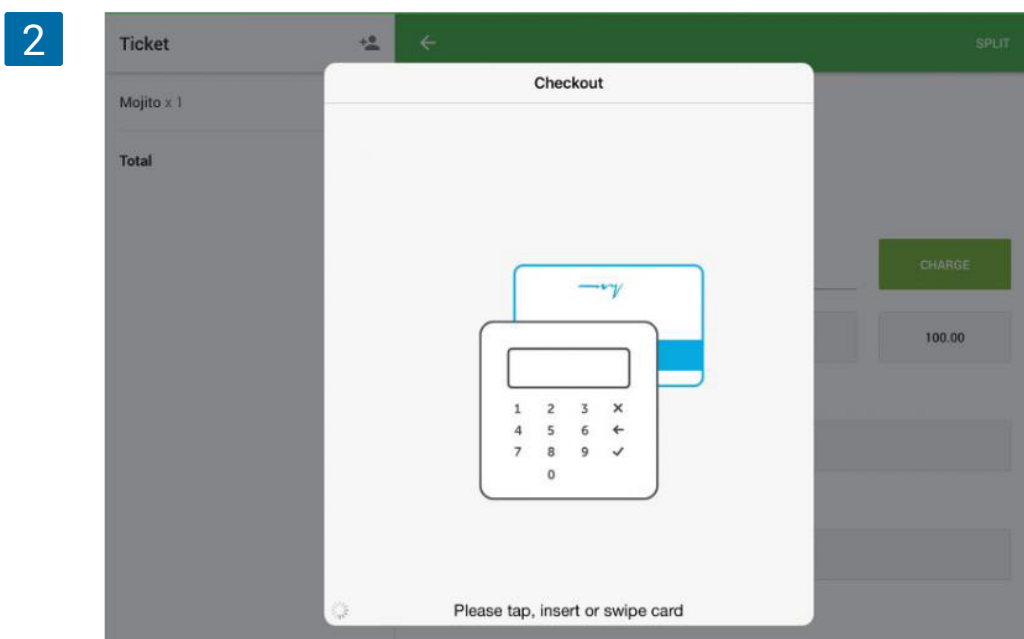 2
Ticket
SPLIT
Checkout
Mojito x 1
Total
CHARGE
100.00
1 2 3
4 5 6
7 8 9
0
Please tap, insert or swipe card